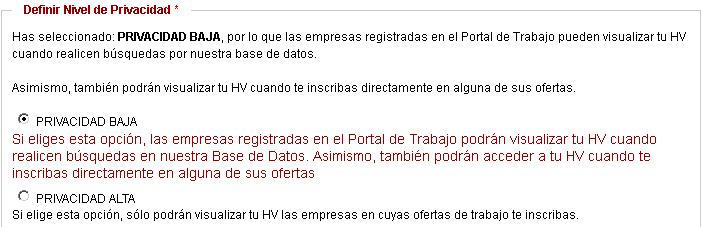 Definir Nivel de Privacidad *
Has seleccionado: PRIVACIDAD BAJA, por lo que las empresas registradas en el Portal de Trabajo pueden visualizar tu HV
cuando realicen búsquedas por nuestra base de datos.
Asimismo, también podrán visualizar tu HV cuando te inscribas directamente en alguna de sus ofertas.
PRIVACIDAD BAJA
Si eliges esta opción, las empresas registradas en el Portal de Trabajo podrán visualizar tu HV cuando
realicen búsquedas en nuestra Base de Datos. Asimismo, también podrán acceder a tu HV cuando te
inscribas directamente en alguna de sus ofertas
PRIVACIDAD ALTA
Si elige esta opción, sólo podrán visualizar tu HV las empresas en cuyas ofertas de trabajo te inscribas.